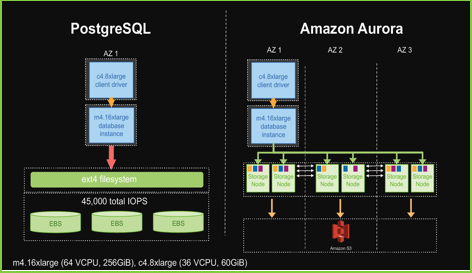 PostgreSQL
AZ 1
c4.8xlarge
client driver
m4.16xlarge
database
instance
ext4 filesystem
45,000 total IOPS
EBS
EBS
EBS
Amazon Aurora
AZ 1
AZ 2
AZ 3
c4.8xlarge
client driver
m4.16xlarge
database
instance
Storage
Node
Storage
Node
Storage
Node
Storage
Node
Storage
Node
Storage
Node
Amazon S3
m4.16xlarge (64 VCPU, 256GiB), c4.8xlarge (36 VCPU, 60GiB)